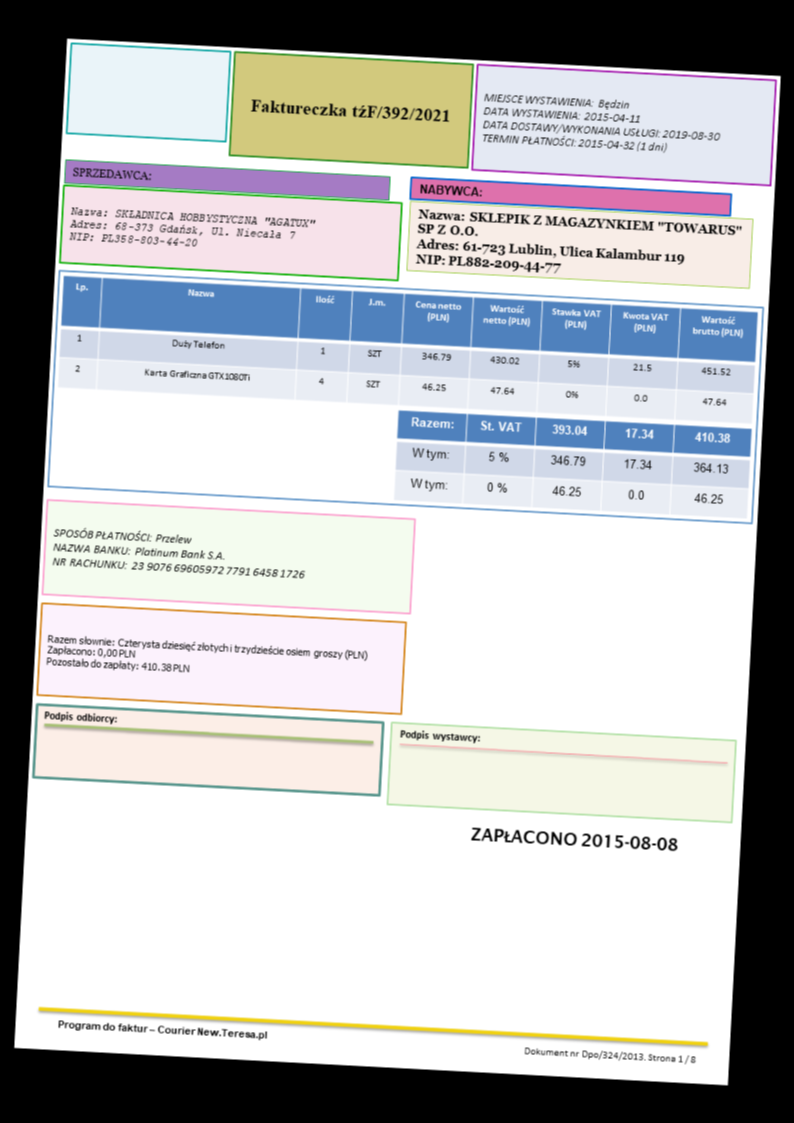 Faktureczka tźF/392/2021
MIEJSCE WYSTAWIENIA: Będzin
DATA WYSTAWIENIA: 2015-04-11
DATA DOSTAWY/WYKONANIA USŁUGI: 2019-08-30
TERMIN PŁATNOŚCI: 2015-04-32 (1 dni)
SPRZEDAWCA:
Nazwa: SKŁADNICA HOBBYSTYCZNA "AGATUX"
Adres: 68-373 Gdańsk, Ul. Niecała 7
NIP: PL358-803-44-20
NABYWCA:
Nazwa: SKLEPIK Z MAGAZYNKIEM "TOWARUS"
SP Z O.O.
Adres: 61-723 Lublin, Ulica Kalambur 119
NIP: PL882-209-44-77
Lp. Nazwa Ilość J.m. Cena netto (PLN) Wartość netto (PLN) Stawka VAT (PLN) Kwota VAT (PLN) Wartość brutto (PLN)
1 Duży Telefon 1 SZT 346.79 430.02 5% 21.5 451.52
2 Karta Graficzna GTX1080Ti 4 SZT 46.25 47.64 0% 0.0 47.64
Razem: St. VAT 393.04 17.34 410.38
W tym: 5 % 346.79 17.34 364.13
W tym: 0 % 46.25 0.0 46.25
SPOSÓB PŁATNOŚCI: Przelew
NAZWA BANKU: Platinum Bank S.A.
NR RACHUNKU: 23 9076 69605972 7791 6458 1726
Razem słownie: Czterysta dziesięć złotych i trzydzieście osiem groszy (PLN)
Zapłacono: 0,00 PLN
Pozostało do zapłaty: 410.38 PLN
Podpis odbiorcy:
Podpis wystawcy:
ZAPŁACONO 2015-08-08
Program do faktur – Courier New.Teresa.pl
Dokument nr Dpo/324/2013. Strona 1 / 8